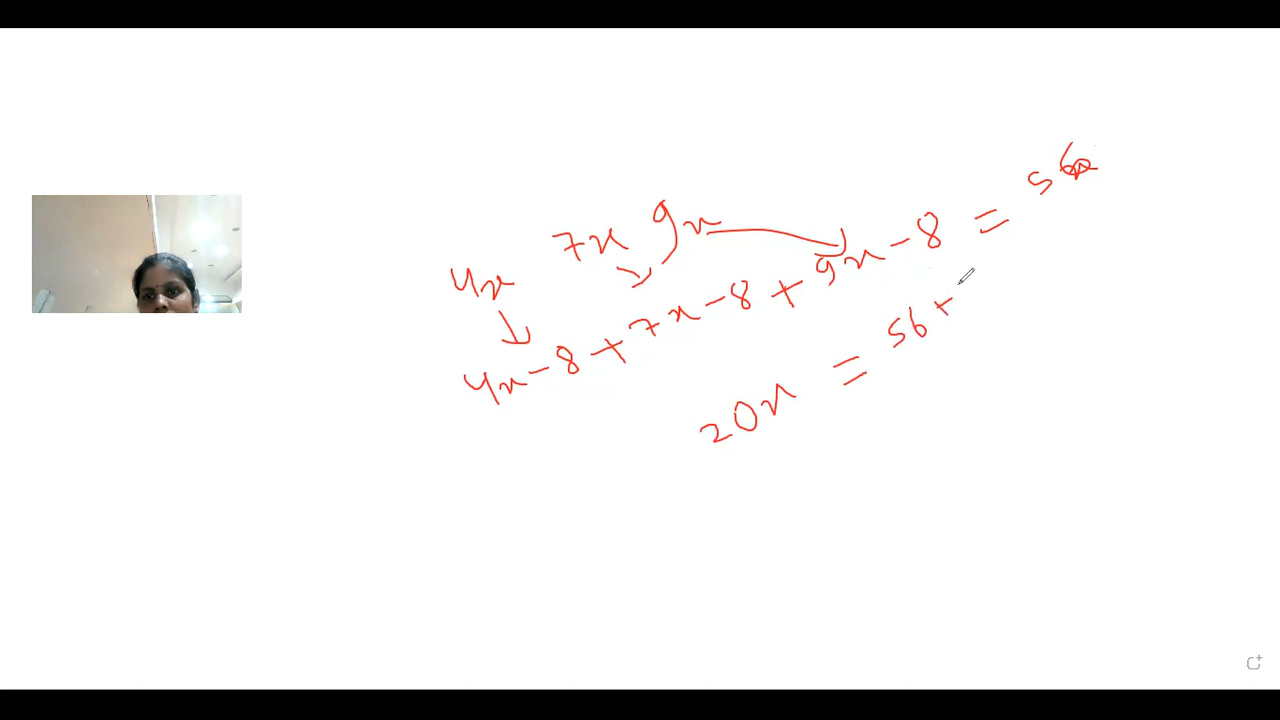 4x 7x 9x
4x - 8 + 7x - 8 + 9x - 8 = 56
20x = 56 +